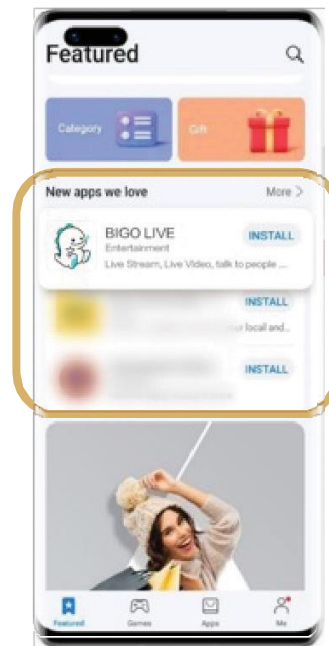 Featured
Category
Gift
New apps we love
More >
BIGO LIVE
Entertainment
INSTALL
Live Stream, Live Video, talk to people ...
INSTALL
local and...
INSTALL
Featured
Games
Apps
Me